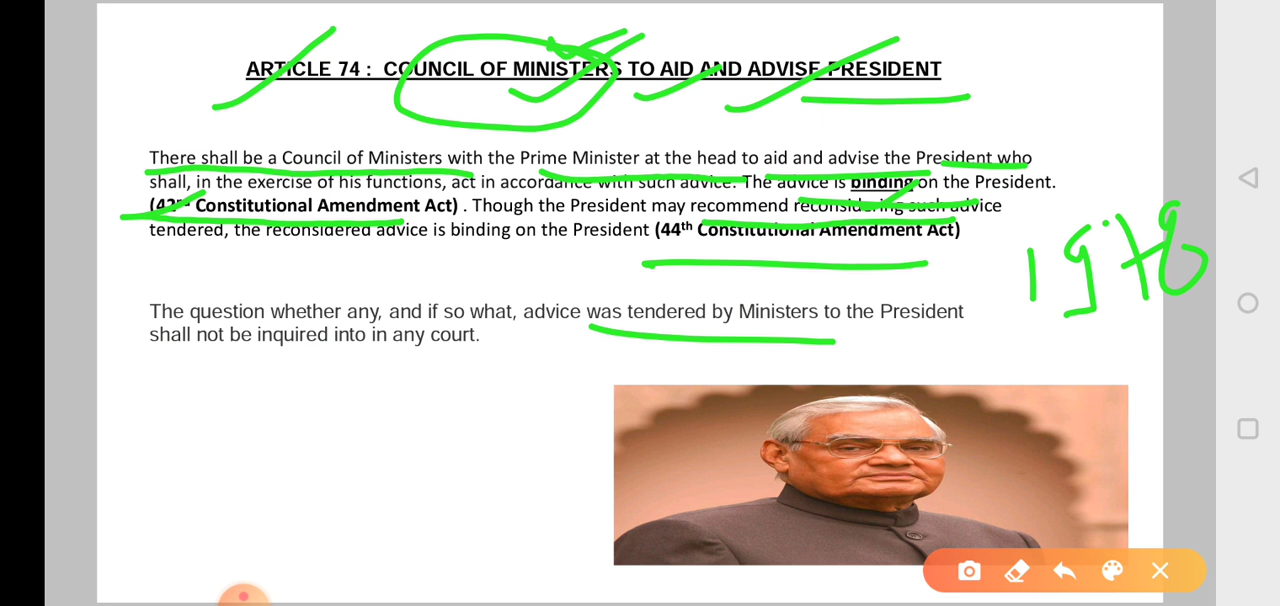 ARTICLE 74 : COUNCIL OF MINISTERS TO AID AND ADVISE PRESIDENT
There shall be a Council of Ministers with the Prime Minister at the head to aid and advise the President who
shall, in the exercise of his functions, act in accordance with such advice. The advice is binding on the President.
(42nd Constitutional Amendment Act) . Though the President may recommend reconsidering such advice
tendered, the reconsidered advice is binding on the President (44th Constitutional Amendment Act)
1978
The question whether any, and if so what, advice was tendered by Ministers to the President
shall not be inquired into in any court.